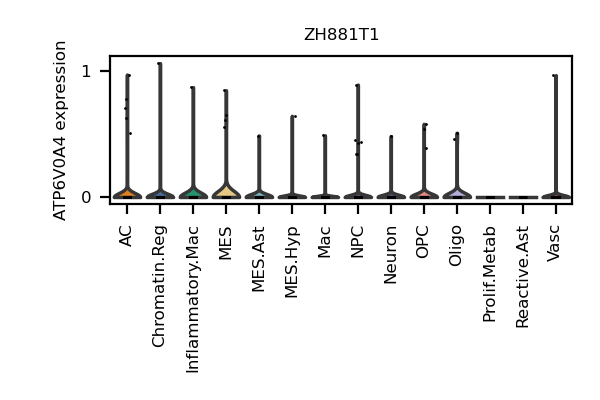 ZH881T1
ATP6V0A4 expression
1
0
AC
Chromatin.Reg
Inflammatory.Mac
MES
MES.Ast
MES.Hyp
Mac
NPC
Neuron
OPC
Oligo
Prolif.Metab
Reactive.Ast
Vasc